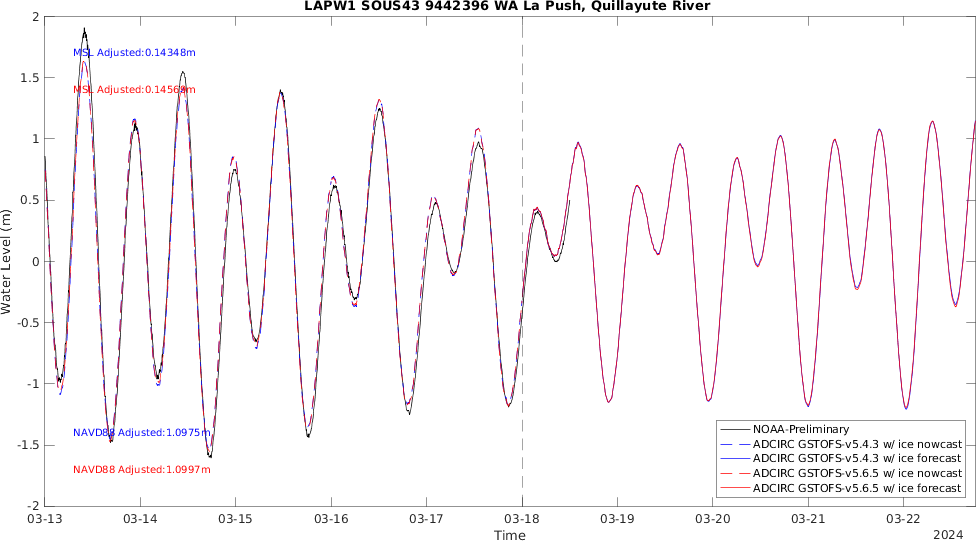 LAPW1 SOUS43 9442396 WA La Push, Quillayute River
Water Level (m)
2
1.5
1
0.5
0
-0.5
-1
-1.5
-2
MSL Adjusted:0.14348m
MSL Adjusted:0.14568m
NAVD88 Adjusted:1.0975m
NAVD88 Adjusted:1.0997m
NOAA-Preliminary
ADCIRC GSTOFS-v5.4.3 w/ ice nowcast
ADCIRC GSTOFS-v5.4.3 w/ ice forecast
ADCIRC GSTOFS-v5.6.5 w/ ice nowcast
ADCIRC GSTOFS-v5.6.5 w/ ice forecast
03-13 03-14 03-15 03-16 03-17 03-18 03-19 03-20 03-21 03-22
Time
2024